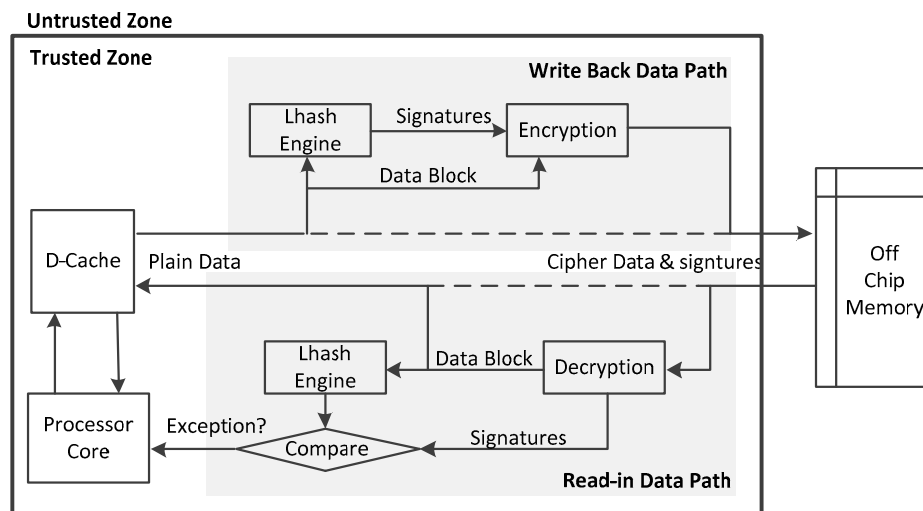 Untrusted Zone
Trusted Zone
Write Back Data Path
Lhash
Engine
Signatures
Encryption
Data Block
D-Cache
Plain Data
Cipher Data & signtures
Off
Chip
Memory
Lhash
Engine
Data Block
Decryption
Processor
Core
Exception?
Compare
Signatures
Read-in Data Path